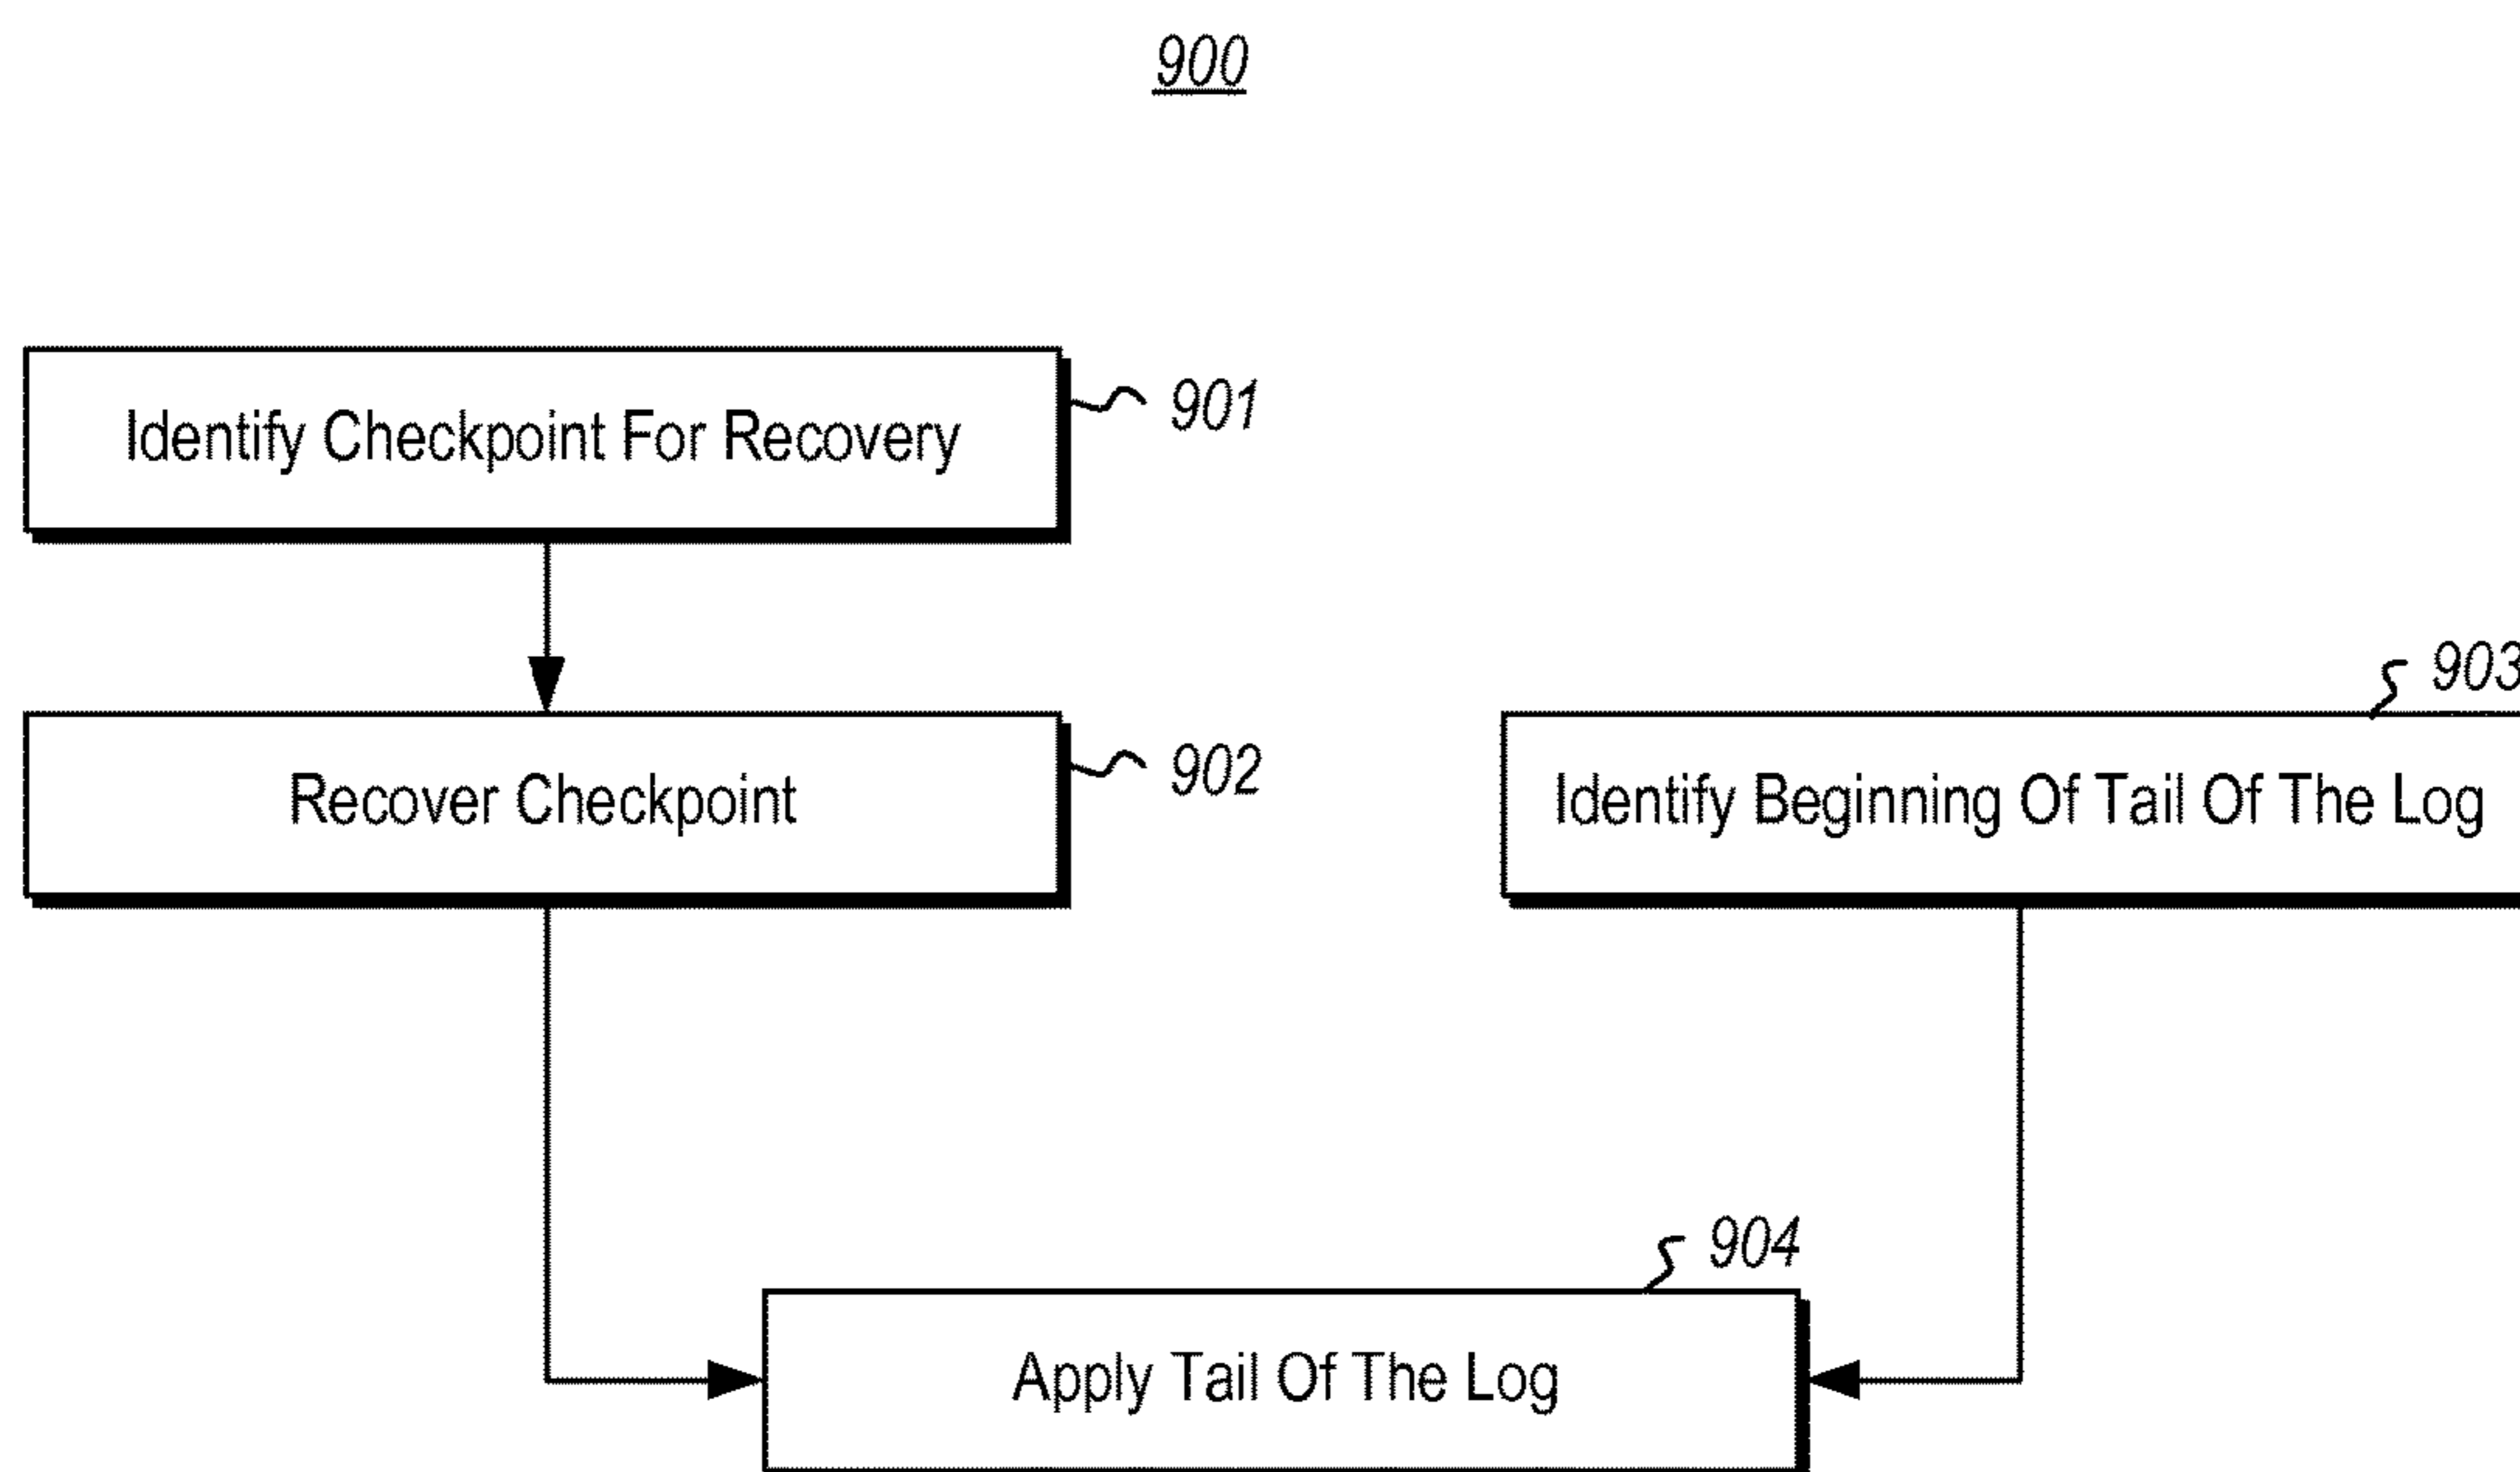 900
Identify Checkpoint For Recovery
901
903
Recover Checkpoint
902
Identify Beginning Of Tail Of The Log
904
Apply Tail Of The Log